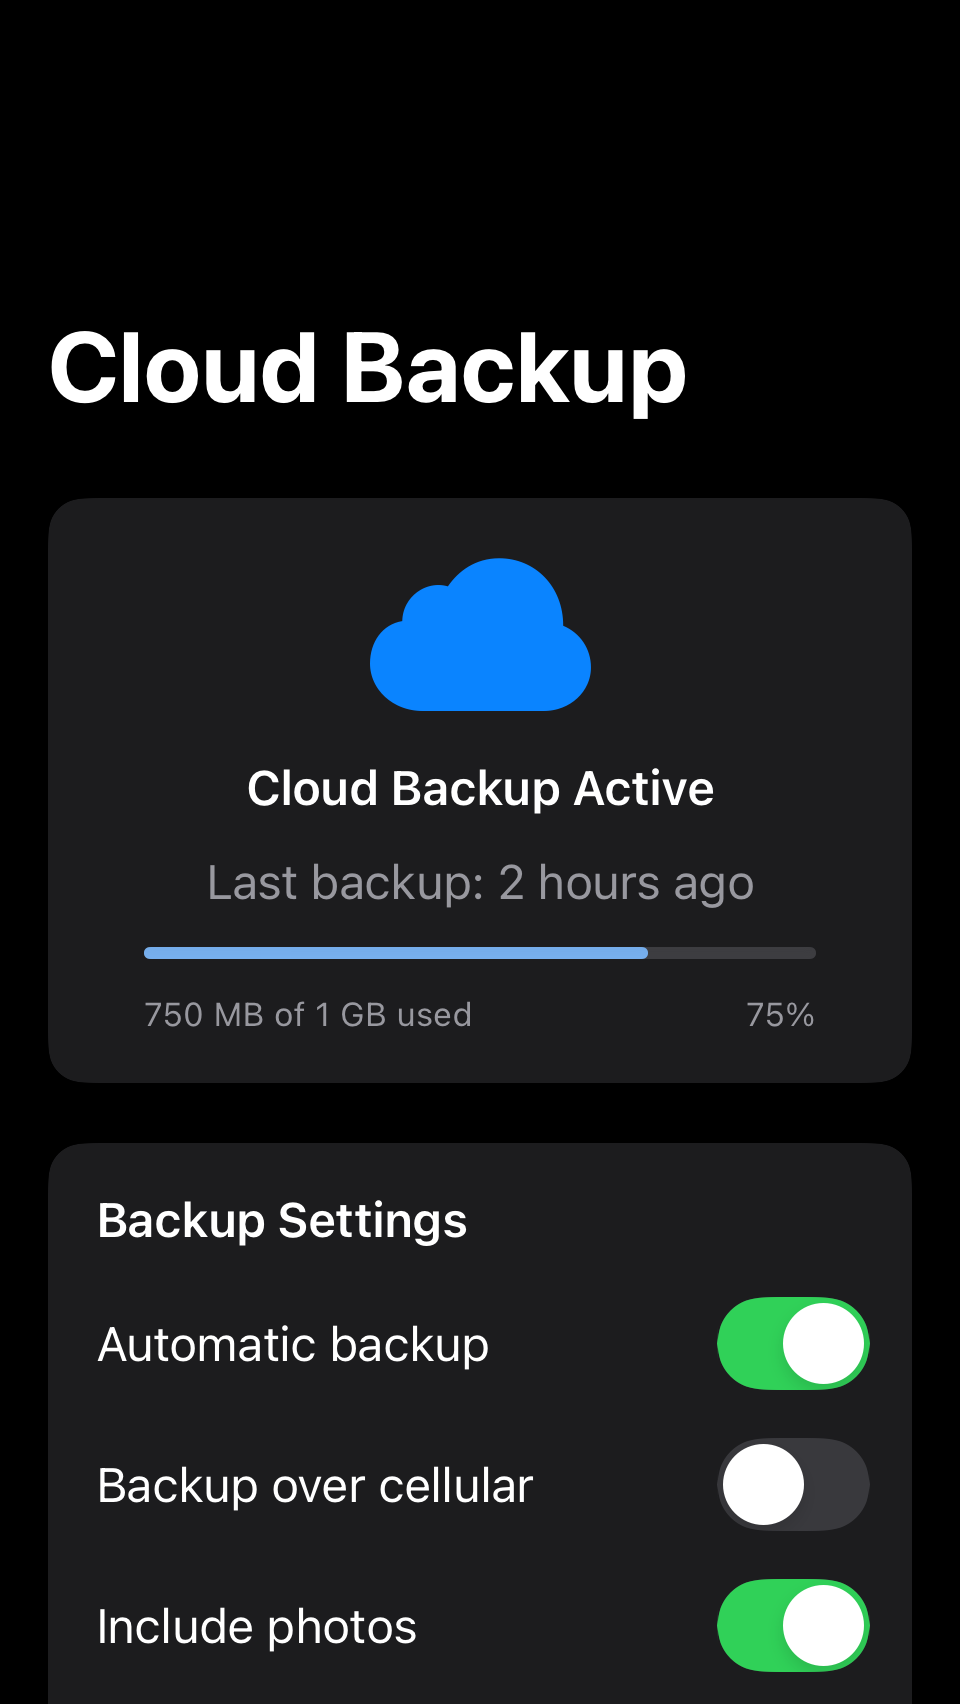 Cloud Backup
Cloud Backup Active
Last backup: 2 hours ago
750 MB of 1 GB used 75%
Backup Settings
Automatic backup
Backup over cellular
Include photos